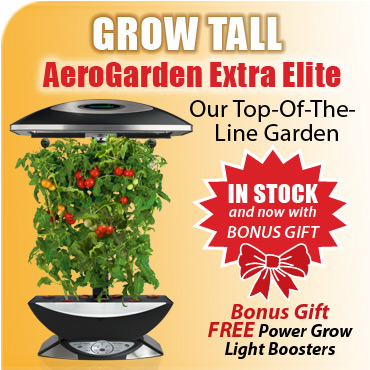 GROW TALL
AeroGarden Extra Elite
Our Top-Of-The-
Line Garden
IN STOCK
and now with
BONUS GIFT
Bonus Gift
FREE Power Grow
Light Boosters